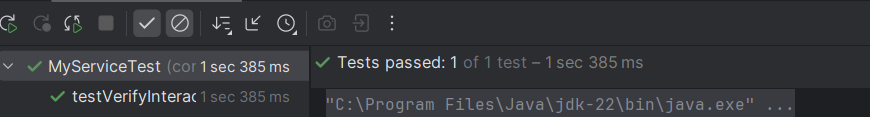 MyServiceTest (cor 1 sec 385 ms
Tests passed: 1 of 1 test – 1 sec 385 ms
testVerifyInterac 1 sec 385 ms
"C:\Program Files\Java\jdk-22\bin\java.exe" ...